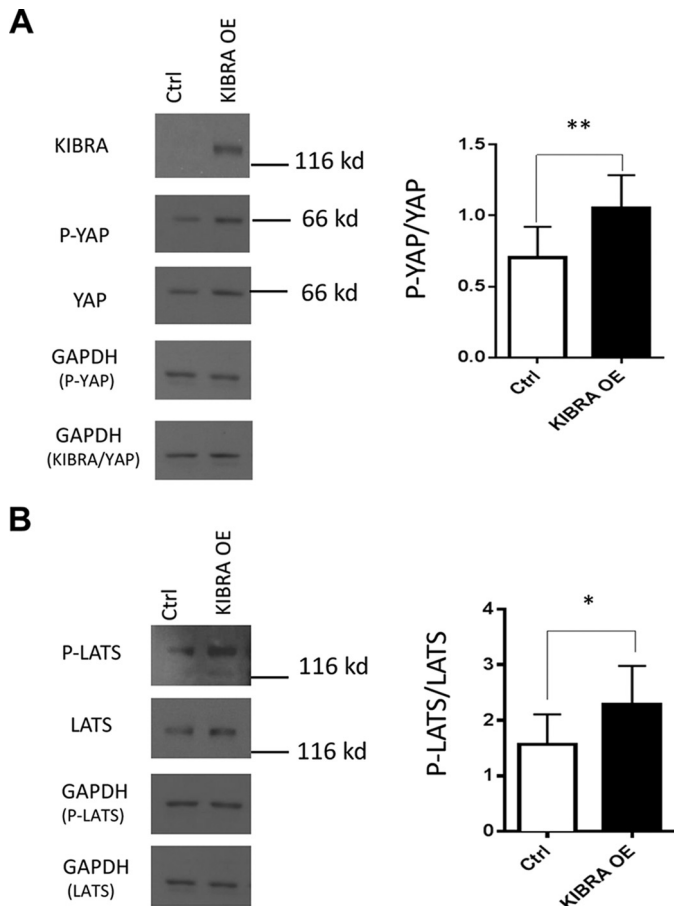 A
Ctrl
KIBRA OE
KIBRA
116 kd
P-YAP
66 kd
YAP
66 kd
GAPDH
(P-YAP)
GAPDH
(KIBRA/YAP)
**
P-YAP/YAP
1.5
1.0
0.5
0.0
Ctrl
KIBRA OE
B
Ctrl
KIBRA OE
P-LATS
116 kd
LATS
116 kd
GAPDH
(P-LATS)
GAPDH
(LATS)
*
P-LATS/LATS
4
3
2
1
0
Ctrl
KIBRA OE